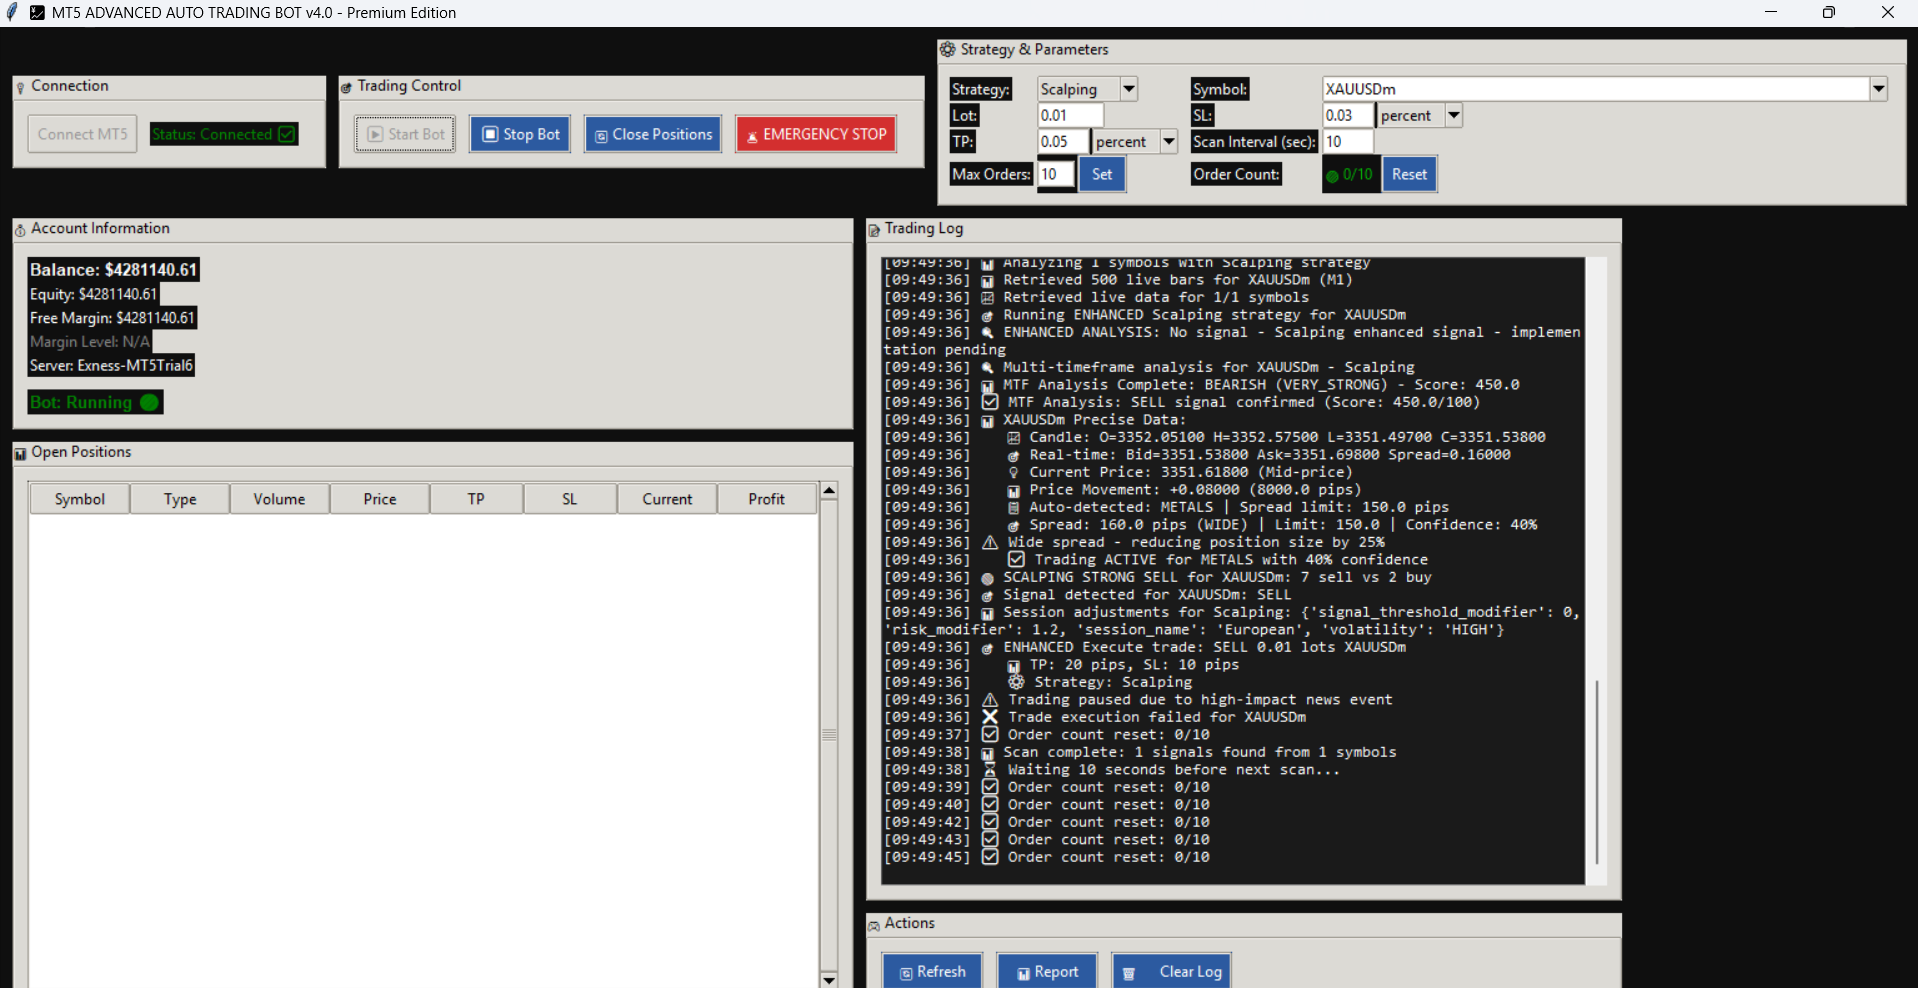 MT5 ADVANCED AUTO TRADING BOT v4.0 - Premium Edition
Connection
Connect MT5
Status: Connected
Trading Control
Start Bot
Stop Bot
Close Positions
EMERGENCY STOP
Strategy & Parameters
Strategy: Scalping Symbol: XAUUSDm
Lot: 0.01 SL: 0.03 percent
TP: 0.05 percent Scan Interval (sec): 10
Max Orders: 10 Set Order Count: 0/10 Reset
Account Information
Balance: $4281140.61
Equity: $4281140.61
Free Margin: $4281140.61
Margin Level: N/A
Server: Exness-MT5Trial6
Bot: Running
Open Positions
Symbol Type Volume Price TP SL Current Profit
Trading Log
[09:49:36] Analyzing 1 symbols with Scalping strategy
[09:49:36] Retrieved 500 live bars for XAUUSDm (M1)
[09:49:36] Retrieved live data for 1/1 symbols
[09:49:36] Running ENHANCED Scalping strategy for XAUUSDm
[09:49:36] ENHANCED ANALYSIS: No signal - Scalping enhanced signal - implemen
tation pending
[09:49:36] Multi-timeframe analysis for XAUUSDm - Scalping
[09:49:36] MTF Analysis Complete: BEARISH (VERY_STRONG) - Score: 450.0
[09:49:36] MTF Analysis: SELL signal confirmed (Score: 450.0/100)
[09:49:36] XAUUSDm Precise Data:
[09:49:36] Candle: O=3352.05100 H=3352.57500 L=3351.49700 C=3351.53800
[09:49:36] Real-time: Bid=3351.53800 Ask=3351.69800 Spread=0.16000
[09:49:36] Current Price: 3351.61800 (Mid-price)
[09:49:36] Price Movement: +0.08000 (8000.0 pips)
[09:49:36] Auto-detected: METALS | Spread limit: 150.0 pips
[09:49:36] Spread: 160.0 pips (WIDE) | Limit: 150.0 | Confidence: 40%
[09:49:36] Wide spread - reducing position size by 25%
[09:49:36] Trading ACTIVE for METALS with 40% confidence
[09:49:36] SCALPING STRONG SELL for XAUUSDm: 7 sell vs 2 buy
[09:49:36] Signal detected for XAUUSDm: SELL
[09:49:36] Session adjustments for Scalping: {'signal_threshold_modifier': 0,
'risk_modifier': 1.2, 'session_name': 'European', 'volatility': 'HIGH'}
[09:49:36] ENHANCED Execute trade: SELL 0.01 lots XAUUSDm
[09:49:36] TP: 20 pips, SL: 10 pips
[09:49:36] Strategy: Scalping
[09:49:36] Trading paused due to high-impact news event
[09:49:36] Trade execution failed for XAUUSDm
[09:49:37] Order count reset: 0/10
[09:49:38] Scan complete: 1 signals found from 1 symbols
[09:49:38] Waiting 10 seconds before next scan...
[09:49:39] Order count reset: 0/10
[09:49:40] Order count reset: 0/10
[09:49:42] Order count reset: 0/10
[09:49:43] Order count reset: 0/10
[09:49:45] Order count reset: 0/10
Actions
Refresh
Report
Clear Log